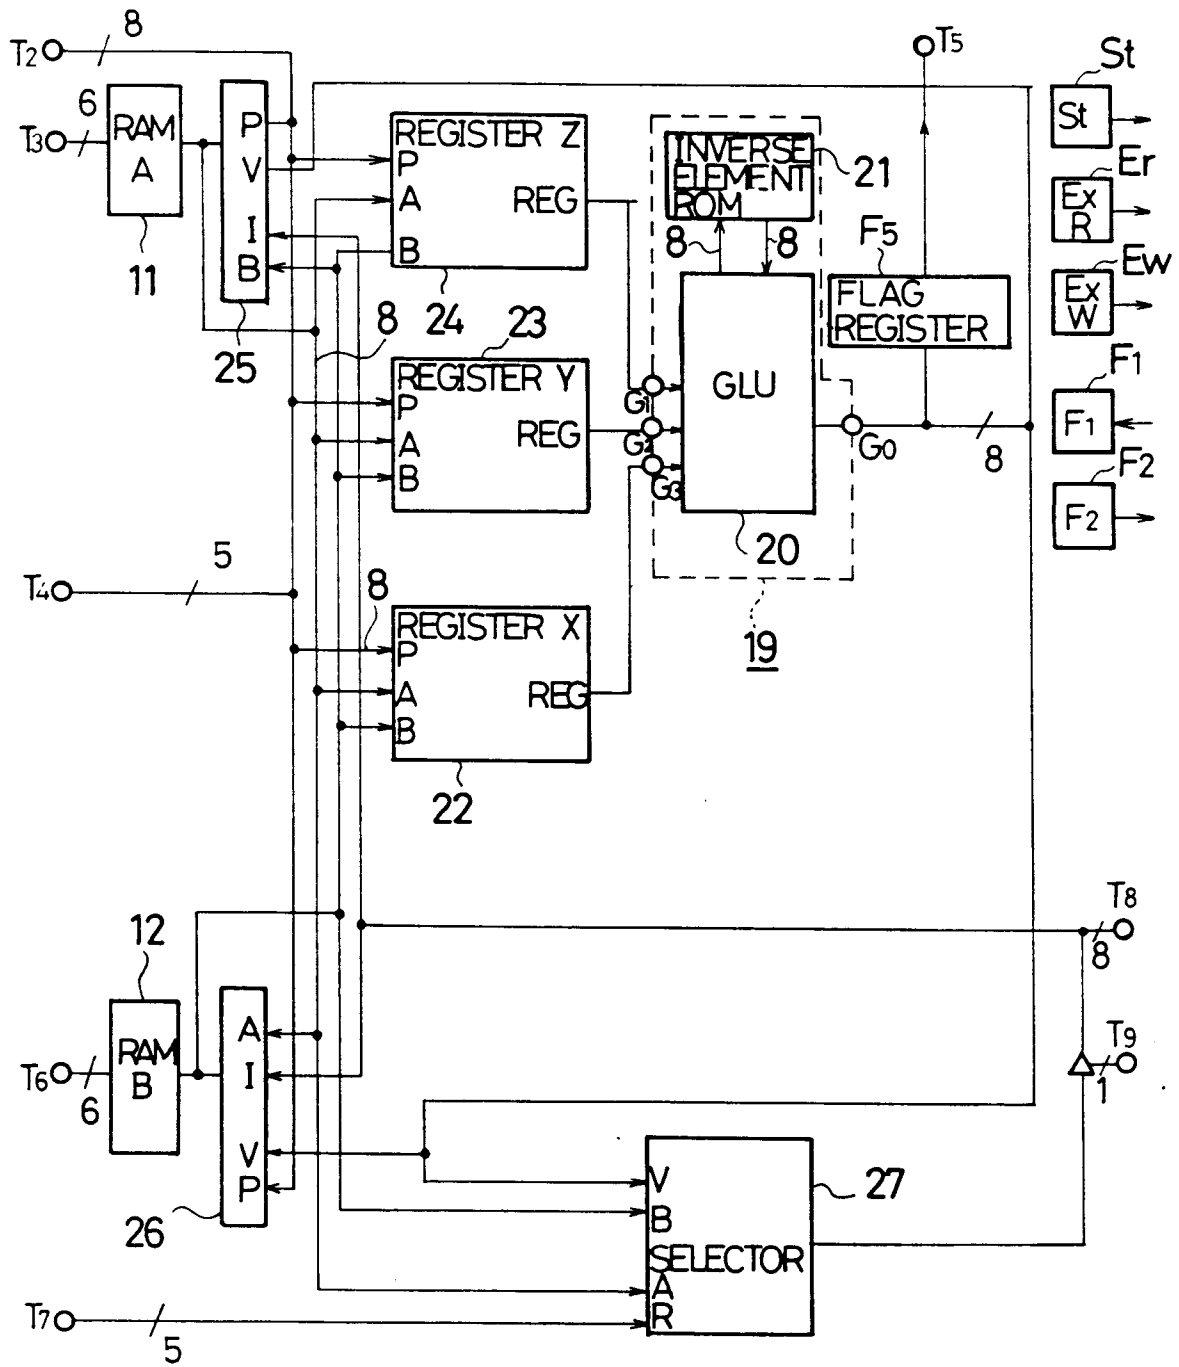 T2
8
T5
St
6
T3
RAM
A
11
P
V
I
B
25
REGISTER Z
P
A
REG
B
24
INVERSE
ELEMENT
ROM
21
8
8
St
Er
Ex
R
Ew
Ex
W
F5
FLAG
REGISTER
8
23
REGISTER Y
P
A
REG
B
G1
G2
G3
GLU
20
G0
8
F1
F1
F2
F2
19
T4
5
8
REGISTER X
P
A
REG
B
22
12
T8
8
T6
6
RAM
B
A
I
V
P
26
T9
1
V
B
SELECTOR
A
R
27
T7
5